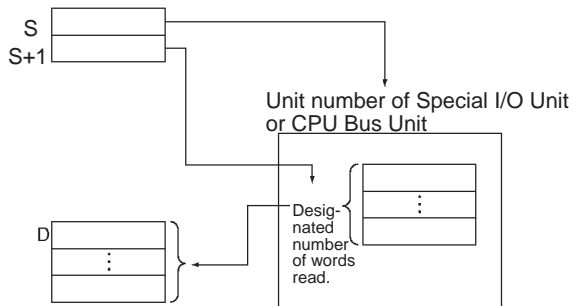 S
S+1
Unit number of Special I/O Unit
or CPU Bus Unit
Desig-
nated
number
of words
read.
D